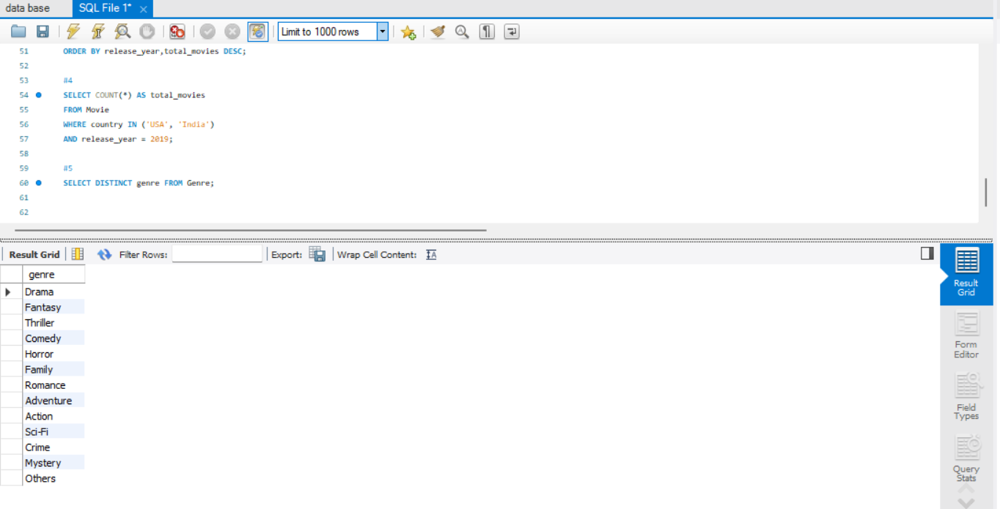 data base SQL File 1* ×
Limit to 1000 rows
51 ORDER BY release_year,total_movies DESC;
52
53 #4
54 SELECT COUNT(*) AS total_movies
55 FROM Movie
56 WHERE country IN ('USA', 'India')
57 AND release_year = 2019;
58
59 #5
60 SELECT DISTINCT genre FROM Genre;
61
62
Result Grid Filter Rows: Export: Wrap Cell Content: IA
genre
Drama
Fantasy
Thriller
Comedy
Horror
Family
Romance
Adventure
Action
Sci-Fi
Crime
Mystery
Others
Result
Grid
Form
Editor
Field
Types
Query
Stats